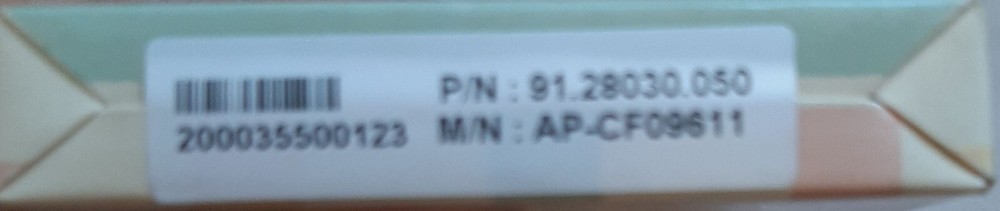 P/N : 91.28030.050
200035500123 M/N : AP-CF09611